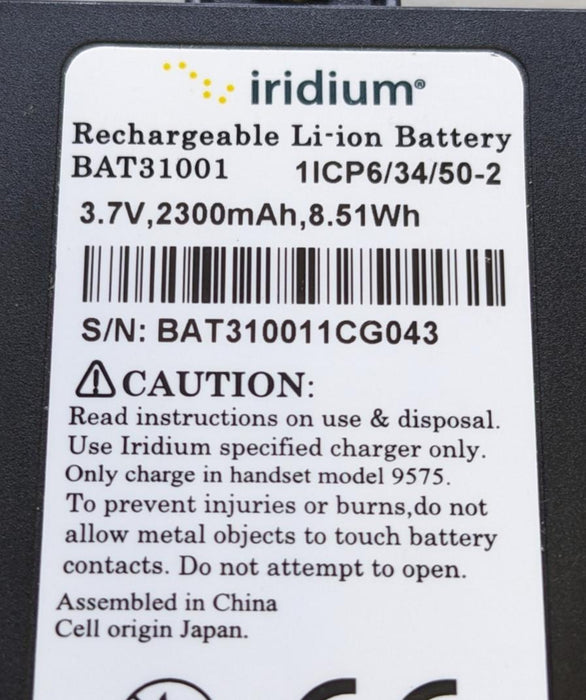 iridium®
Rechargeable Li-ion Battery
BAT31001 1ICP6/34/50-2
3.7V,2300mAh,8.51Wh
S/N: BAT310011CG043
CAUTION:
Read instructions on use & disposal.
Use Iridium specified charger only.
Only charge in handset model 9575.
To prevent injuries or burns,do not
allow metal objects to touch battery
contacts. Do not attempt to open.
Assembled in China
Cell origin Japan.
CE